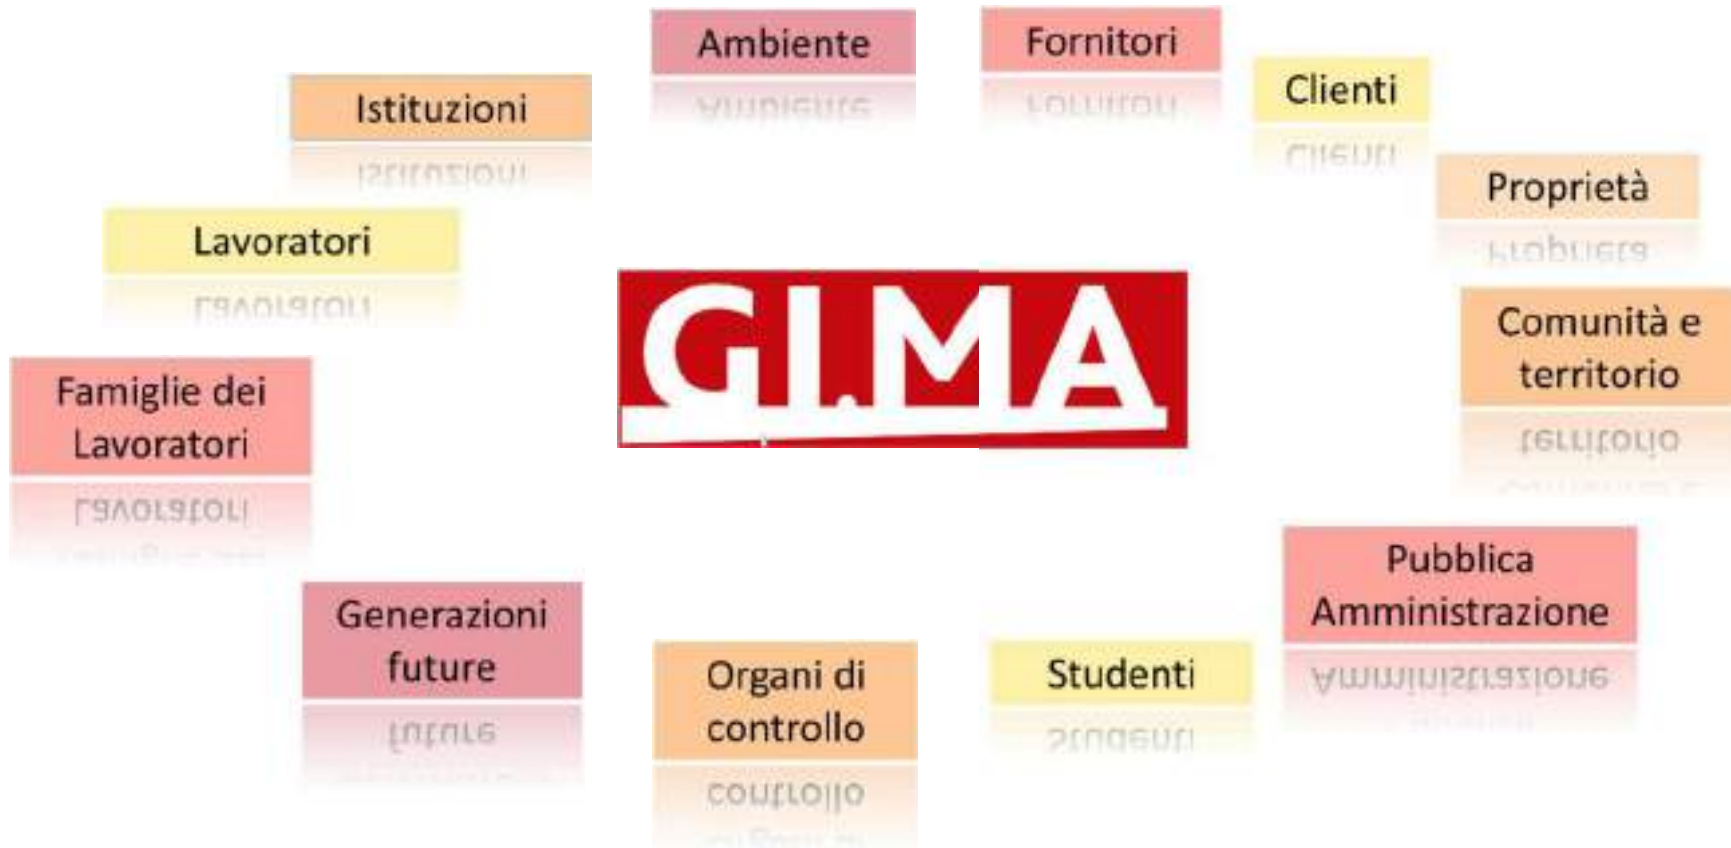 Ambiente
Fornitori
Clienti
Istituzioni
Proprietà
Lavoratori
GI.MA
Comunità e
territorio
Famiglie dei
Lavoratori
Pubblica
Amministrazione
Generazioni
future
Organi di
controllo
Studenti